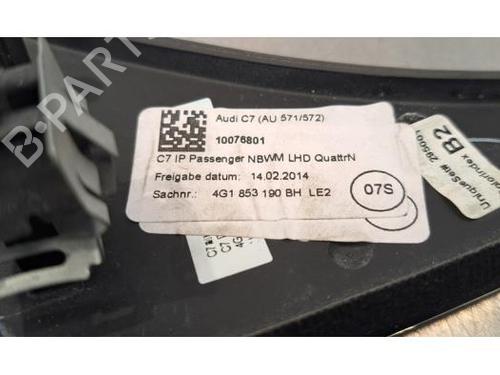 Audi C7 (AU 571/572)
10076801
C7 IP Passenger NBWM LHD QuattrN
Freigabe datum: 14.02.2014
Sachnr.: 4G1 853 190 BH LE2
07S
B2
B-PARTS